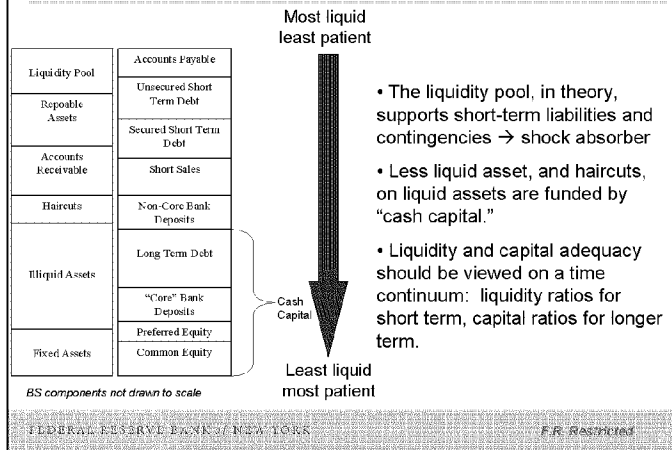 Most liquid
least patient
Liquidity Pool
Repoable
Assets
Accounts
Receivable
Haircuts
Illiquid Assets
Fixed Assets
Accounts Payable
Unsecured Short
Term Debt
Secured Short Term
Debt
Short Sales
Non-Core Bank
Deposits
Long Term Debt
"Core" Bank
Deposits
Preferred Equity
Common Equity
Cash
Capital
Least liquid
most patient
• The liquidity pool, in theory,
supports short-term liabilities and
contingencies → shock absorber
• Less liquid asset, and haircuts,
on liquid assets are funded by
"cash capital."
• Liquidity and capital adequacy
should be viewed on a time
continuum: liquidity ratios for
short term, capital ratios for longer
term.
BS components not drawn to scale
FEDERAL RESERVE BANK of NEW YORK
F.R. Restricted